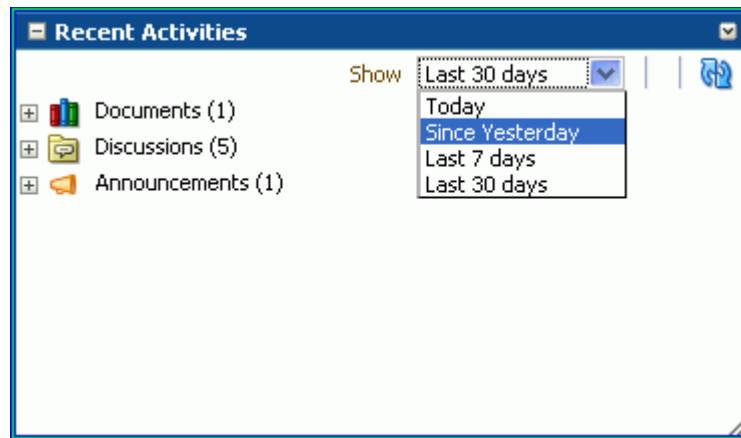 Recent Activities
Show Last 30 days
Documents (1)
Discussions (5)
Announcements (1)
Today
Since Yesterday
Last 7 days
Last 30 days